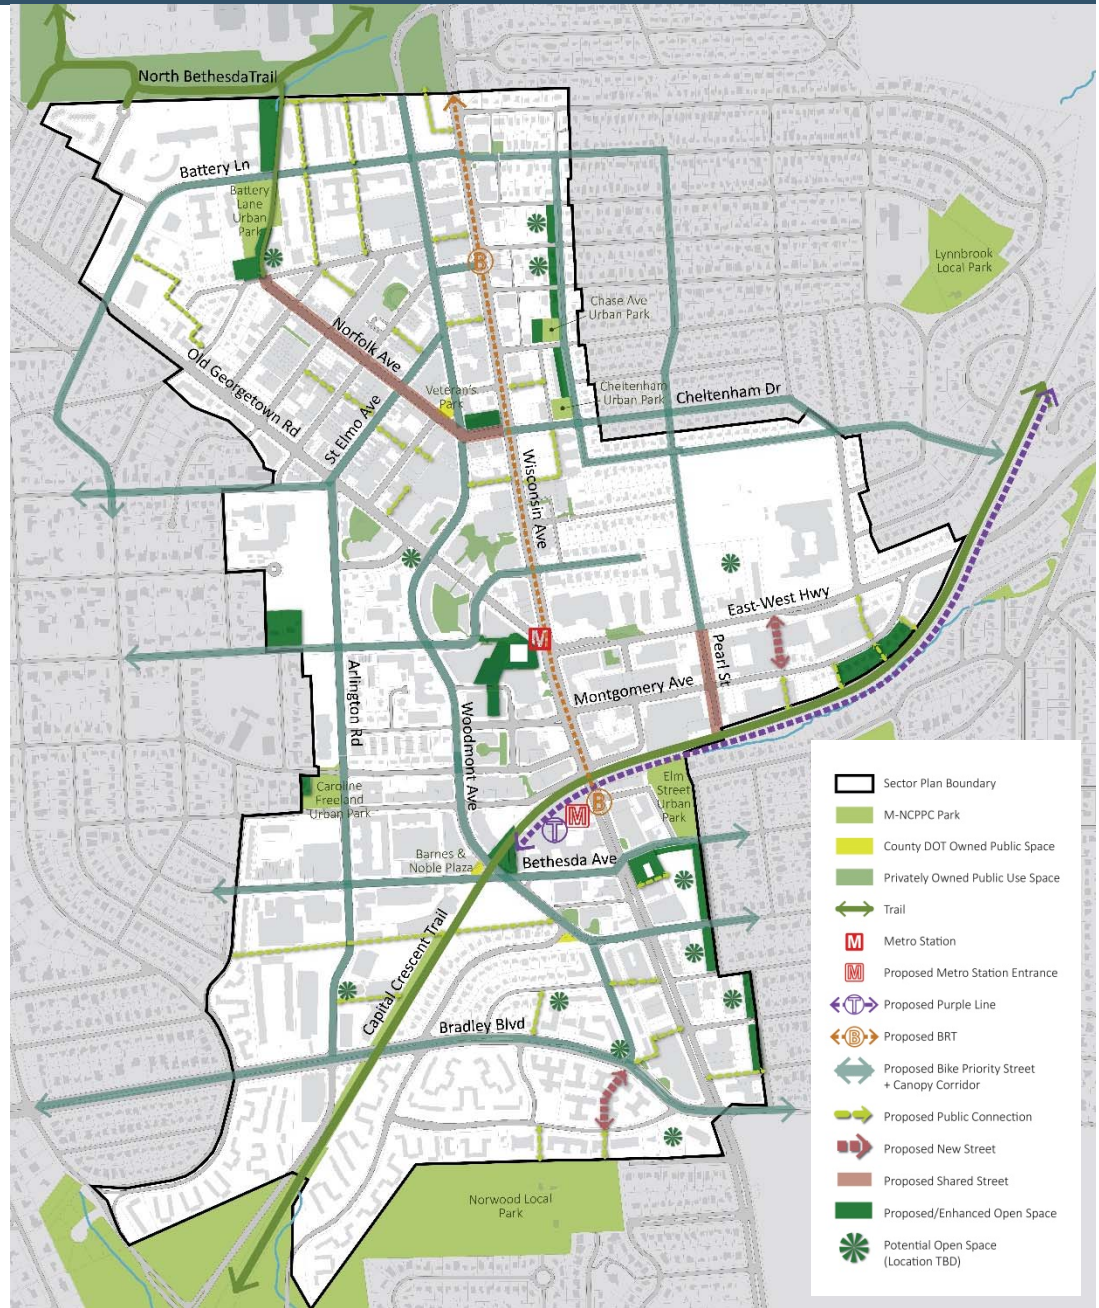 North BethesdaTrail
Battery Ln
Battery
Lane
Urban
Park
Lynnbrook
Local Park
B
Chase Ave
Urban Park
Norfolk Ave
Old Georgetown Rd
Veteran's
Park
Cheltenham
Urban Park
Cheltenham Dr
St Elmo Ave
Wisconsin Ave
East-West Hwy
M
Pearl St
Arlington Rd
Montgomery Ave
Woodmont Ave
Caroline
Freeland
Urban Park
Elm
Street
Urban
Park
B
M
T
Barnes &
Noble Plaza
Bethesda Ave
Capital Crescent Trail
Bradley Blvd
Norwood Local
Park
Sector Plan Boundary
M-NCPPC Park
County DOT Owned Public Space
Privately Owned Public Use Space
Trail
M
Metro Station
M
Proposed Metro Station Entrance
T
Proposed Purple Line
B
Proposed BRT
Proposed Bike Priority Street
+ Canopy Corridor
Proposed Public Connection
Proposed New Street
Proposed Shared Street
Proposed/Enhanced Open Space
Potential Open Space
(Location TBD)